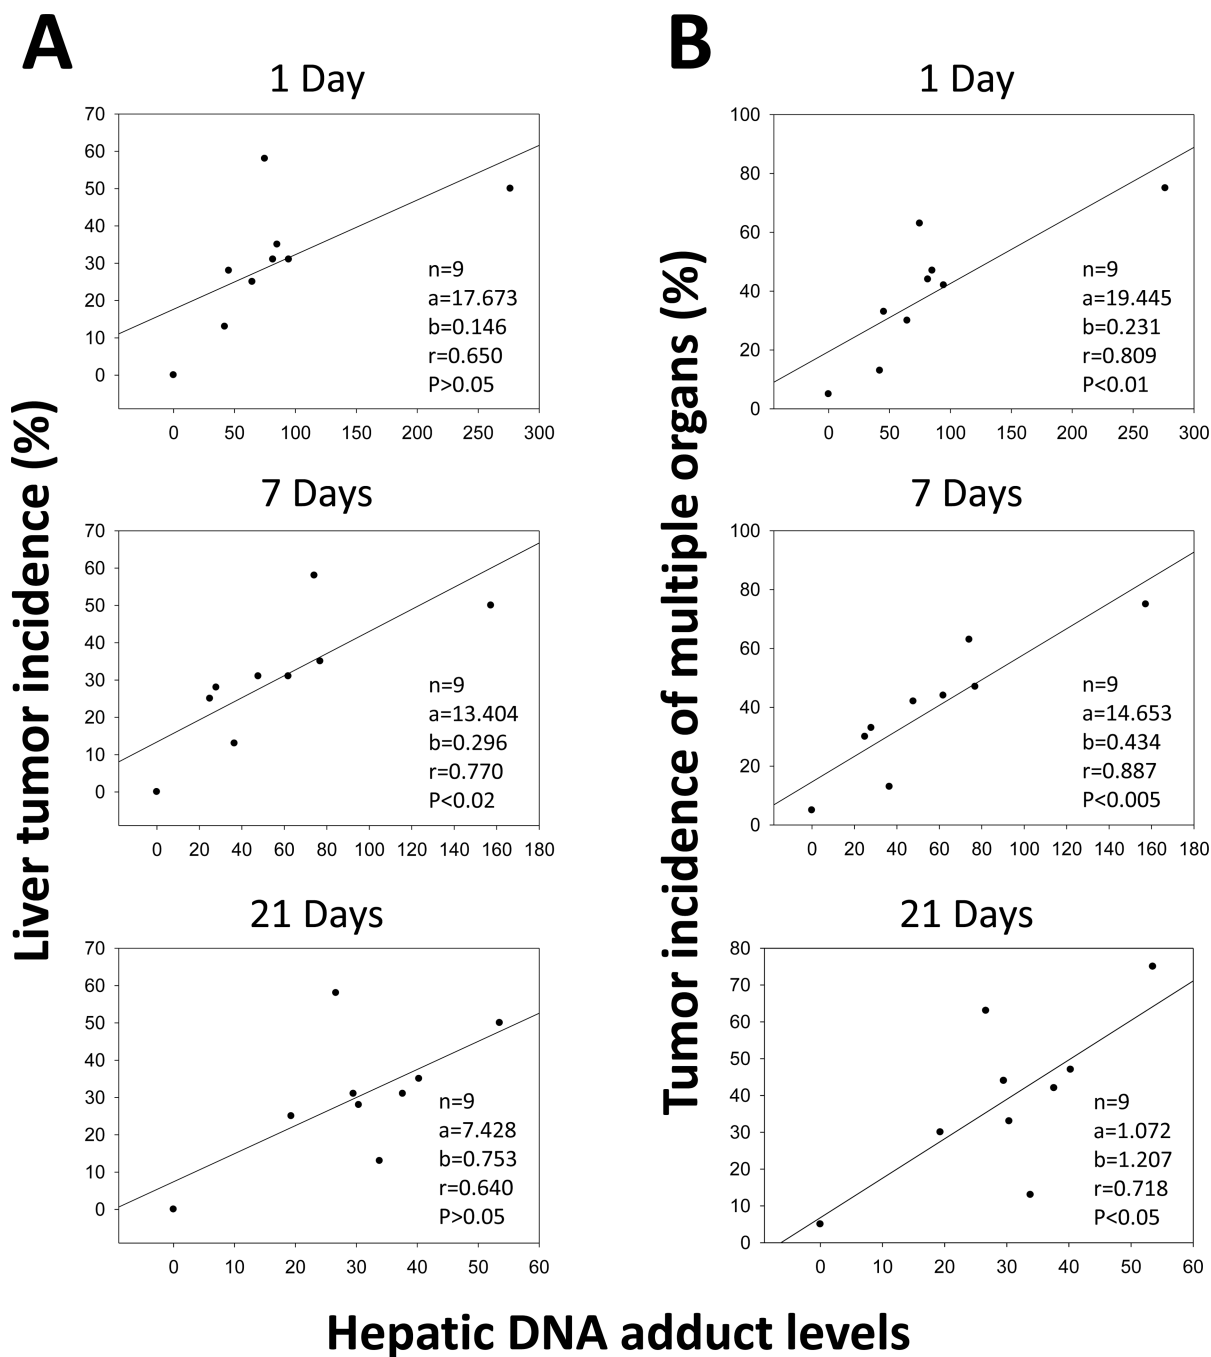 A
B
1 Day
70
60
50
40
30
20
10
0
n=9
a=17.673
b=0.146
r=0.650
P>0.05
0 50 100 150 200 250 300
1 Day
100
80
60
40
20
0
n=9
a=19.445
b=0.231
r=0.809
P<0.01
0 50 100 150 200 250 300
7 Days
70
60
50
40
30
20
10
0
n=9
a=13.404
b=0.296
r=0.770
P<0.02
0 20 40 60 80 100 120 140 160 180
7 Days
100
80
60
40
20
0
n=9
a=14.653
b=0.434
r=0.887
P<0.005
0 20 40 60 80 100 120 140 160 180
21 Days
70
60
50
40
30
20
10
0
n=9
a=7.428
b=0.753
r=0.640
P>0.05
0 10 20 30 40 50 60
21 Days
80
70
60
50
40
30
20
10
0
n=9
a=1.072
b=1.207
r=0.718
P<0.05
0 10 20 30 40 50 60
Liver tumor incidence (%)
Tumor incidence of multiple organs (%)
Hepatic DNA adduct levels